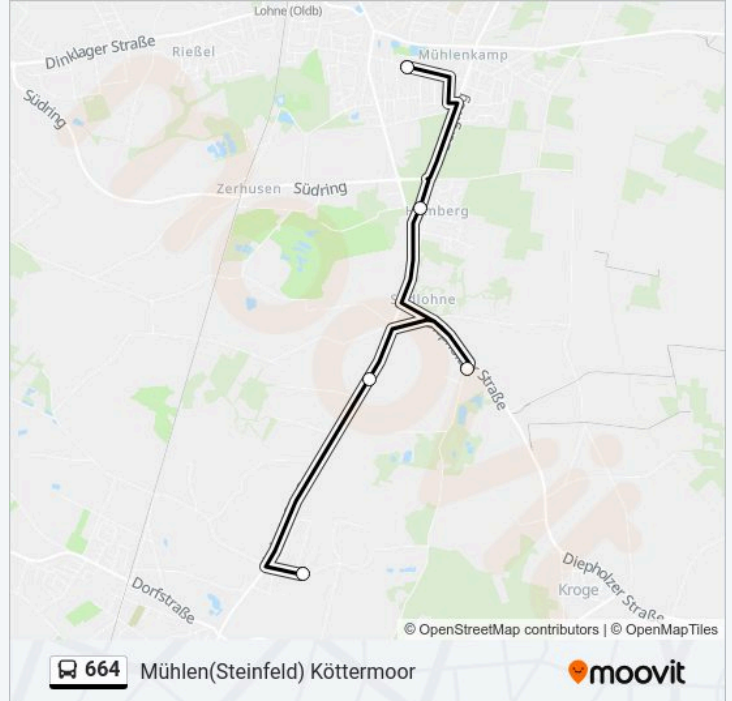 Lohne (Oldb)
Dinklager Straße
Rießel
Mühlenkamp
Südring
Zerhusen
Südring
Straße
Diepholzer Straße
Kroge
Dorfstraße
© OpenStreetMap contributors | © OpenMapTiles
664
Mühlen(Steinfeld) Köttermoor
moovit